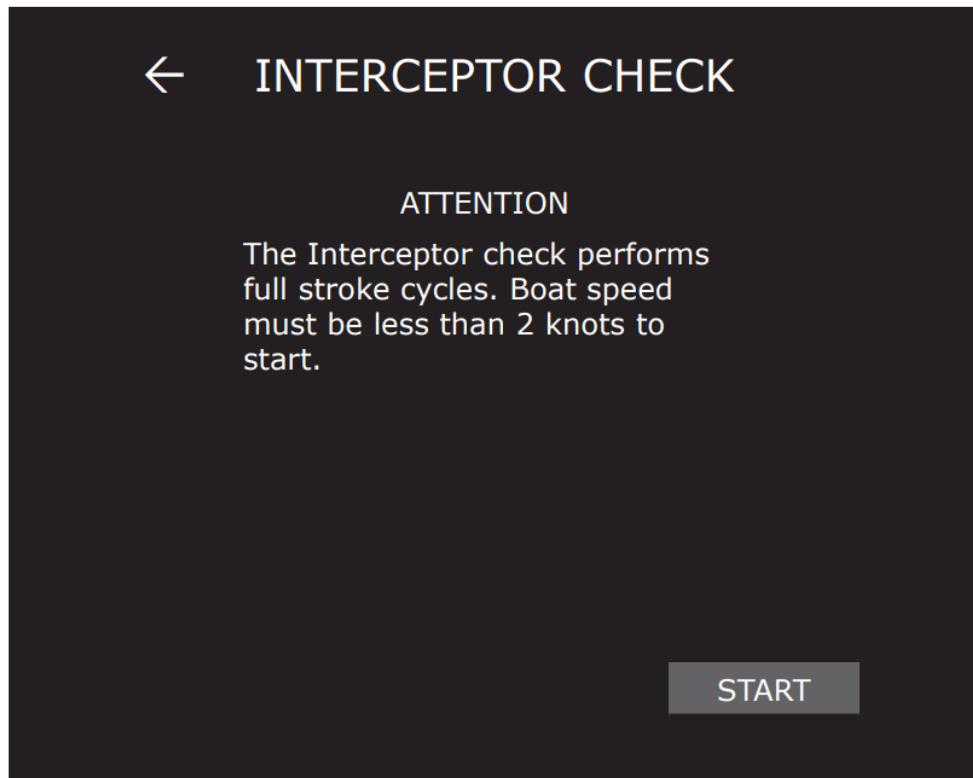 ← INTERCEPTOR CHECK
ATTENTION
The Interceptor check performs
full stroke cycles. Boat speed
must be less than 2 knots to
start.
START